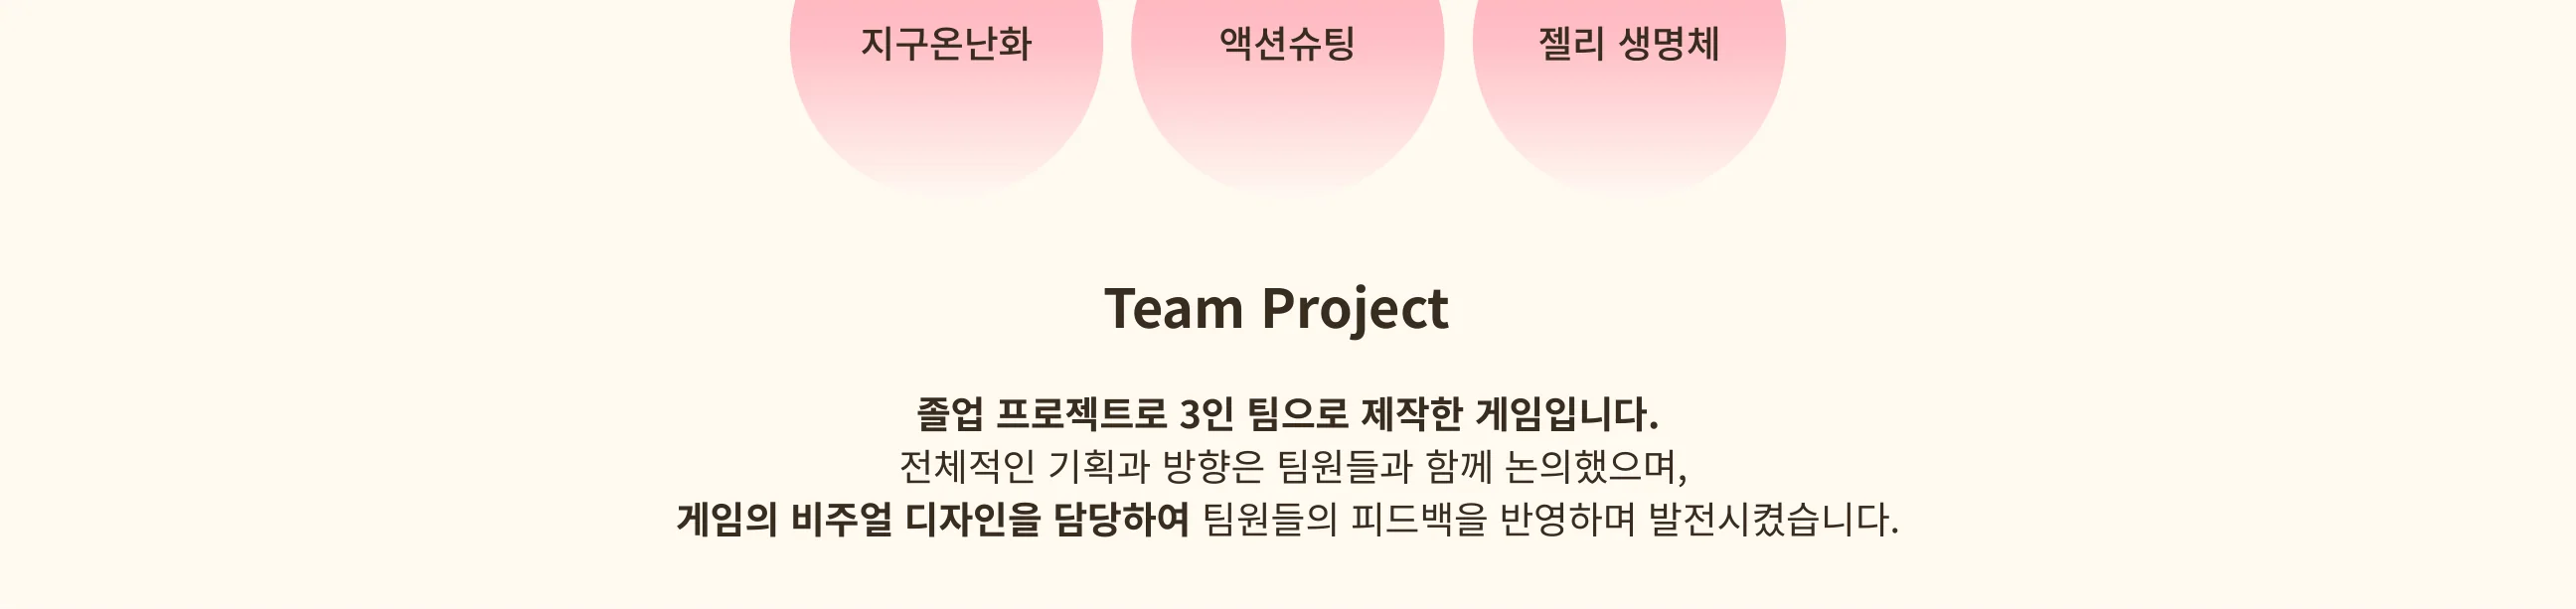 지구온난화
액션슈팅
젤리 생명체
Team Project
졸업 프로젝트로 3인 팀으로 제작한 게임입니다.
전체적인 기획과 방향은 팀원들과 함께 논의했으며,
게임의 비주얼 디자인을 담당하여 팀원들의 피드백을 반영하며 발전시켰습니다.